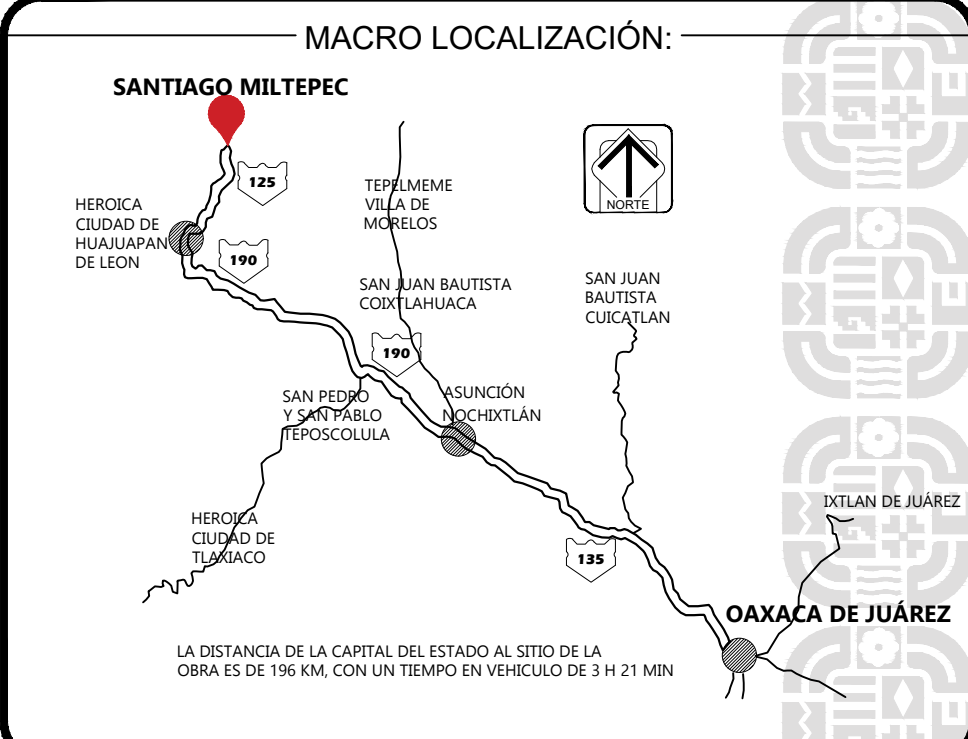 MACRO LOCALIZACIÓN:
SANTIAGO MILTEPEC
125
TEPELMEME
VILLA DE
MORELOS
NORTE
HEROICA
CIUDAD DE
HUAJUAPAN
DE LEON
190
SAN JUAN BAUTISTA
COIXTLAHUACA
SAN JUAN
BAUTISTA
CUICATLAN
190
SAN PEDRO
Y SAN PABLO
TEPOSCOLULA
ASUNCIÓN
NOCHIXTLÁN
IXTLAN DE JUÁREZ
HEROICA
CIUDAD DE
TLAXIACO
135
OAXACA DE JUÁREZ
LA DISTANCIA DE LA CAPITAL DEL ESTADO AL SITIO DE LA
OBRA ES DE 196 KM, CON UN TIEMPO EN VEHICULO DE 3 H 21 MIN